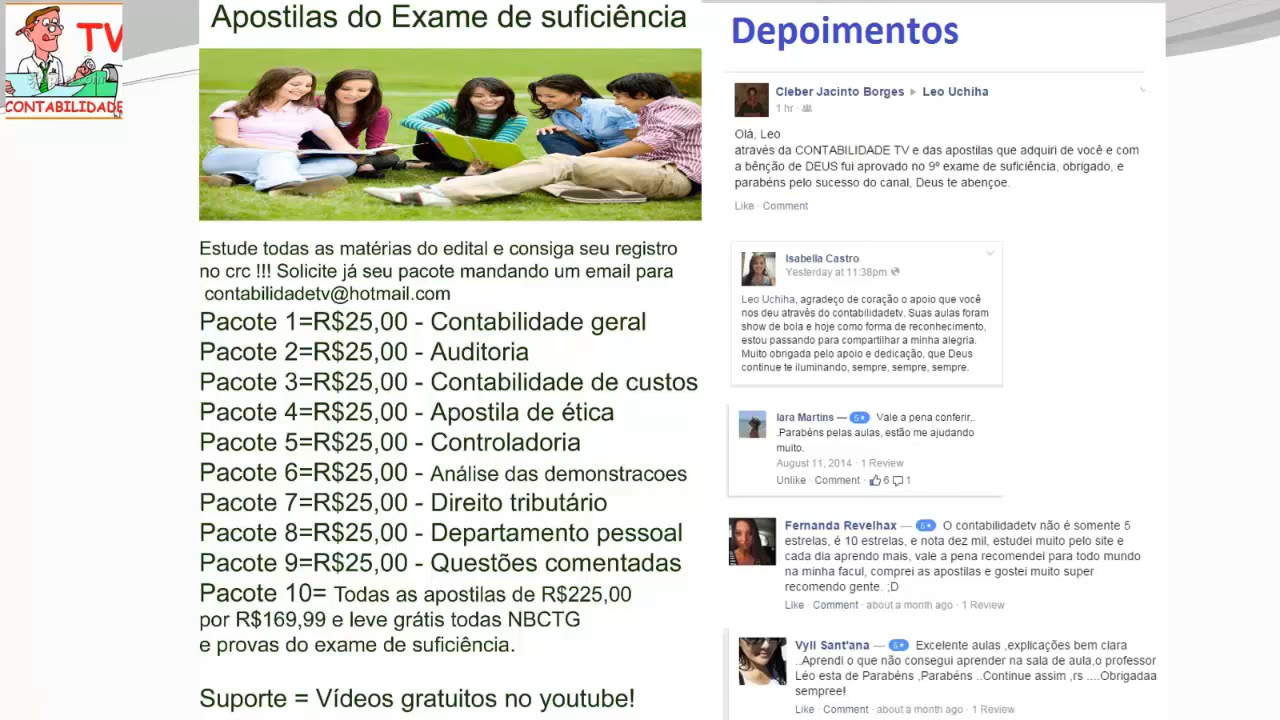 TV
CONTABILIDADE
Apostilas do Exame de suficiência
Estude todas as matérias do edital e consiga seu registro
no crc !!! Solicite já seu pacote mandando um email para
contabilidadetv@hotmail.com
Pacote 1=R$25,00 - Contabilidade geral
Pacote 2=R$25,00 - Auditoria
Pacote 3=R$25,00 - Contabilidade de custos
Pacote 4=R$25,00 - Apostila de ética
Pacote 5=R$25,00 - Controladoria
Pacote 6=R$25,00 - Análise das demonstracoes
Pacote 7=R$25,00 - Direito tributário
Pacote 8=R$25,00 - Departamento pessoal
Pacote 9=R$25,00 - Questões comentadas
Pacote 10= Todas as apostilas de R$225,00
por R$169,99 e leve grátis todas NBCTG
e provas do exame de suficiência.
Suporte = Vídeos gratuitos no youtube!
Depoimentos
Cleber Jacinto Borges ▸ Leo Uchiha
1 hr ·
Olá, Leo
através da CONTABILIDADE TV e das apostilas que adquiri de você e com
a bênção de DEUS fui aprovado no 9º exame de suficiência, obrigado, e
parabéns pelo sucesso do canal, Deus te abençoe.
Like · Comment
Isabella Castro
Yesterday at 11:38pm
Leo Uchiha, agradeço de coração o apoio que você
nos deu através do contabilidadetv. Suas aulas foram
show de bola e hoje como forma de reconhecimento,
estou passando para compartilhar a minha alegria.
Muito obrigada pelo apoio e dedicação, que Deus
continue te iluminando, sempre, sempre, sempre.
Iara Martins — 5★ Vale a pena conferir..
.Parabéns pelas aulas, estão me ajudando
muito.
August 11, 2014 · 1 Review
Unlike · Comment · 6 1
Fernanda Revelhax — 5★ O contabilidadetv não é somente 5
estrelas, é 10 estrelas, e nota dez mil, estudei muito pelo site e
cada dia aprendo mais, vale a pena recomendei para todo mundo
na minha facul, comprei as apostilas e gostei muito super
recomendo gente. ;D
Like · Comment · about a month ago · 1 Review
Vyll Sant'ana — 5★ Excelente aulas ,explicações bem clara
..Aprendi o que não consegui aprender na sala de aula,o professor
Léo esta de Parabéns ,Parabéns ..Continue assim ,rs ....Obrigadaa
sempree!
Like · Comment · about a month ago · 1 Review